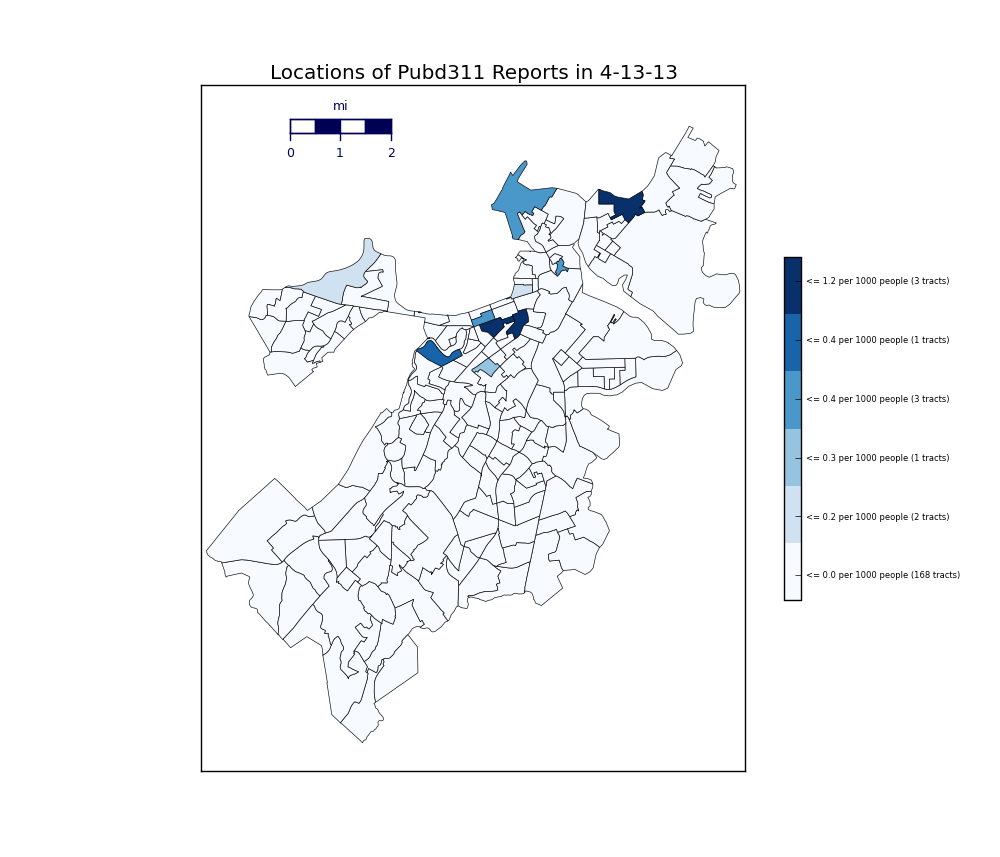 Locations of Pubd311 Reports in 4-13-13
mi
0 1 2
<= 1.2 per 1000 people (3 tracts)
<= 0.4 per 1000 people (1 tracts)
<= 0.4 per 1000 people (3 tracts)
<= 0.3 per 1000 people (1 tracts)
<= 0.2 per 1000 people (2 tracts)
<= 0.0 per 1000 people (168 tracts)